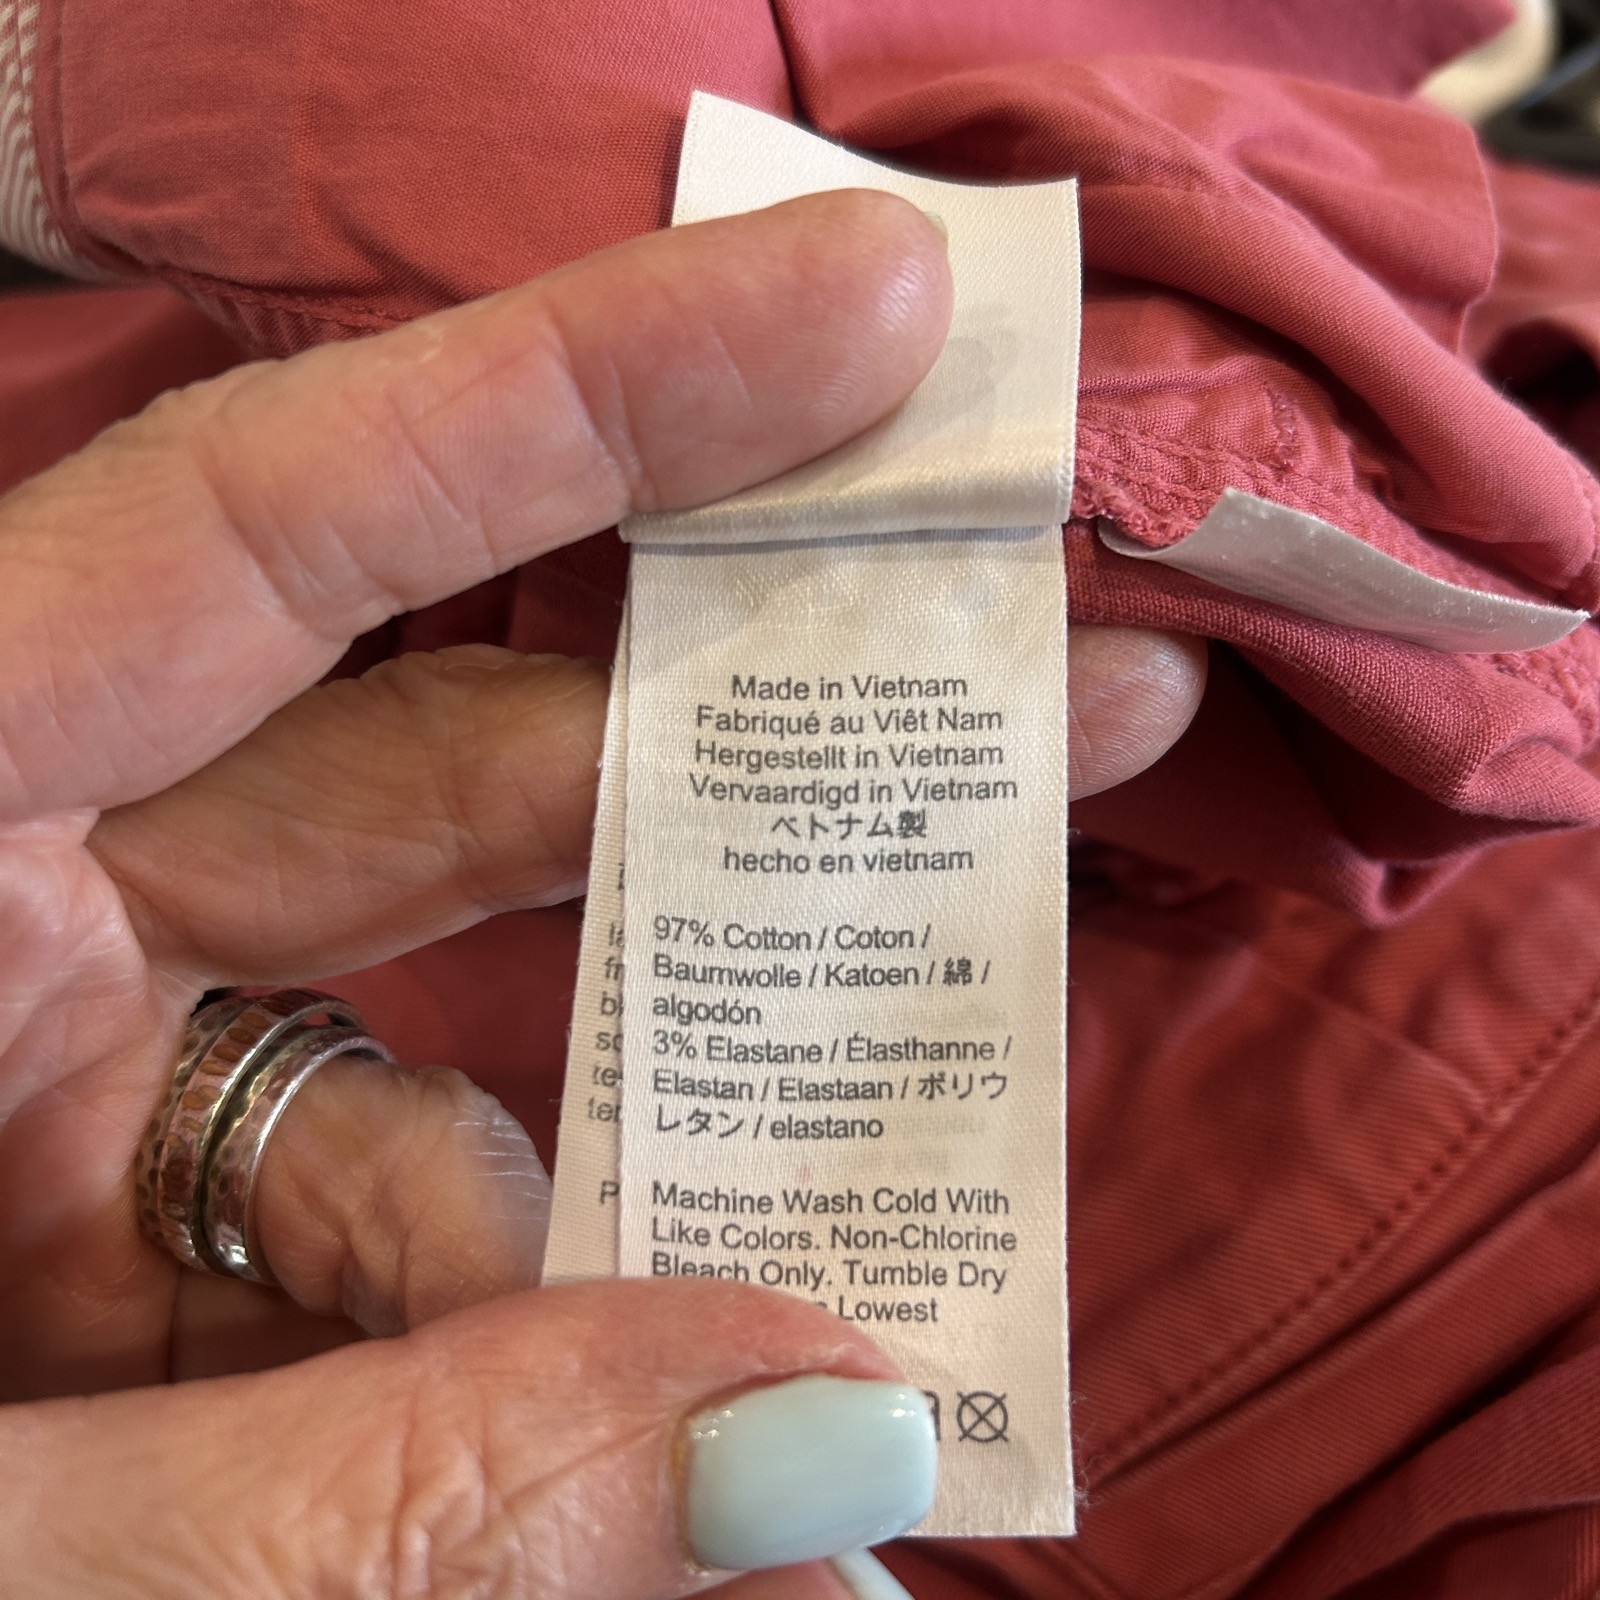 Made in Vietnam
Fabriqué au Viêt Nam
Hergestellt in Vietnam
Vervaardigd in Vietnam
ベトナム製
hecho en vietnam
97% Cotton / Coton /
Baumwolle / Katoen / 綿 /
algodón
3% Elastane / Élasthanne /
Elastan / Elastaan / ポリウ
レタン / elastano
Machine Wash Cold With
Like Colors. Non-Chlorine
Bleach Only. Tumble Dry
Lowest